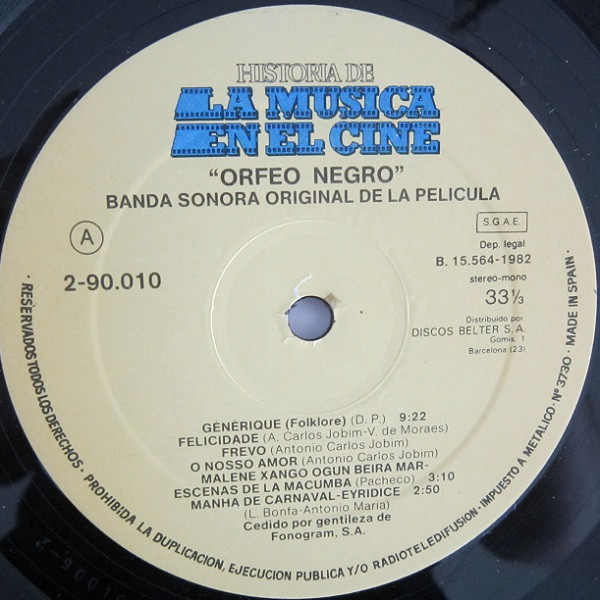 HISTORIA DE
LA MUSICA
EN EL CINE
“ORFEO NEGRO”
BANDA SONORA ORIGINAL DE LA PELICULA
A
2-90.010
S.G.A.E.
Dep. legal
B. 15.564-1982
stereo-mono
33⅓
Distribuido por
DISCOS BELTER S.A.
Gomis. 1
Barcelona (23)
GÉNÉRIQUE (Folklore) (D. P.) 9:22
FELICIDADE (A. Carlos Jobim-V. de Moraes)
FREVO (Antonio Carlos Jobim)
O NOSSO AMOR (Antonio Carlos Jobim)
MALENE XANGO OGUN BEIRA MAR-
ESCENAS DE LA MACUMBA (Pacheco) 3:10
MANHA DE CARNAVAL-EYRIDICE 2:50
(L. Bonfa-Antonio Maria)
Cedido por gentileza de
Fonogram, S.A.
· RESERVADOS TODOS LOS DERECHOS · PROHIBIDA LA DUPLICACION, EJECUCION PUBLICA Y/O RADIOTELEDIFUSION · IMPUESTO A METALICO · Nº 3730 · MADE IN SPAIN ·